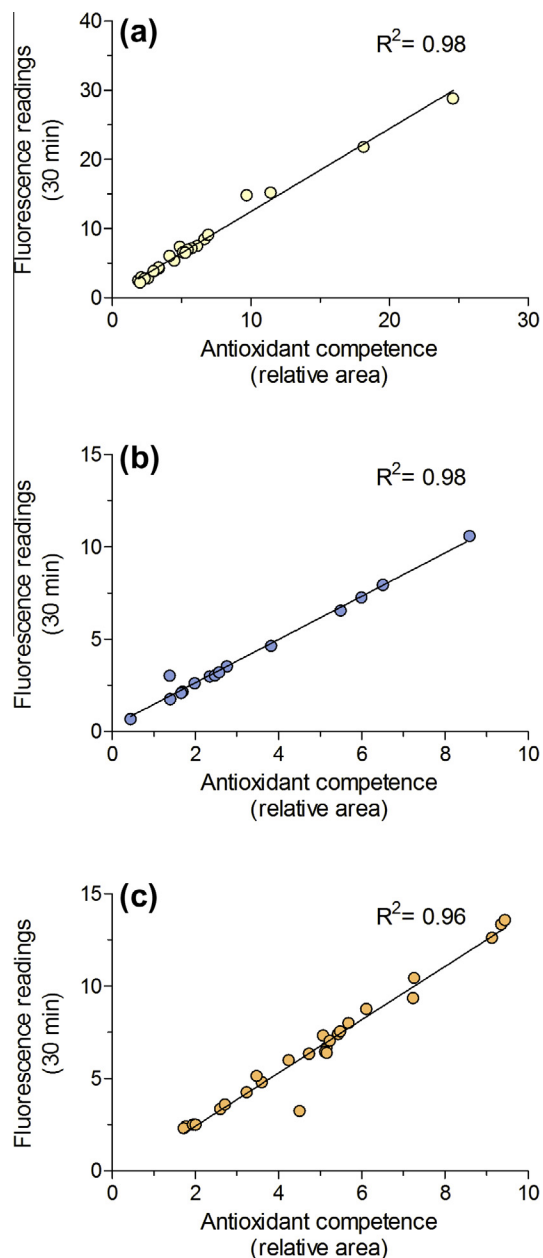 (a)
R²= 0.98
Fluorescence readings
(30 min)
40
30
20
10
0
0 10 20 30
Antioxidant competence
(relative area)
(b)
R²= 0.98
Fluorescence readings
(30 min)
15
10
5
0
0 2 4 6 8 10
Antioxidant competence
(relative area)
(c)
R²= 0.96
Fluorescence readings
(30 min)
15
10
5
0
0 2 4 6 8 10
Antioxidant competence
(relative area)